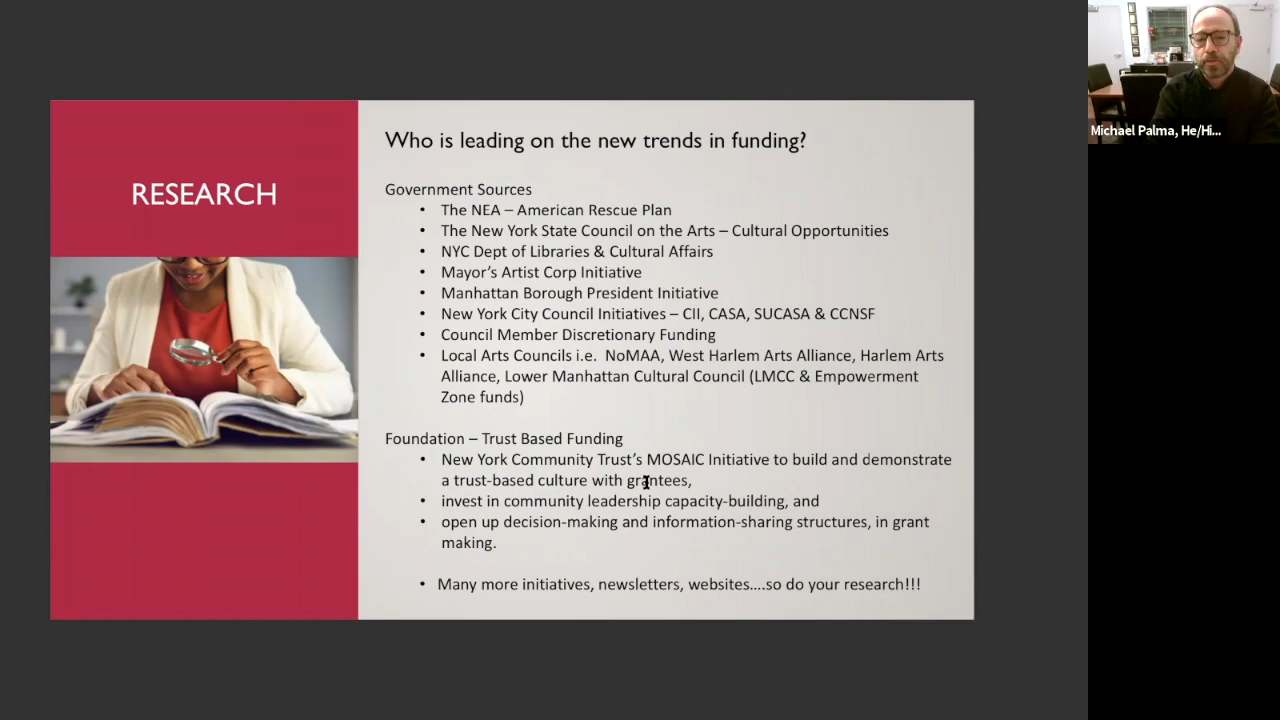 RESEARCH
Who is leading on the new trends in funding?
Government Sources
• The NEA – American Rescue Plan
• The New York State Council on the Arts – Cultural Opportunities
• NYC Dept of Libraries & Cultural Affairs
• Mayor's Artist Corp Initiative
• Manhattan Borough President Initiative
• New York City Council Initiatives – CII, CASA, SUCASA & CCNSF
• Council Member Discretionary Funding
• Local Arts Councils i.e. NoMAA, West Harlem Arts Alliance, Harlem Arts
Alliance, Lower Manhattan Cultural Council (LMCC & Empowerment
Zone funds)
Foundation – Trust Based Funding
• New York Community Trust's MOSAIC Initiative to build and demonstrate
a trust-based culture with grantees,
• invest in community leadership capacity-building, and
• open up decision-making and information-sharing structures, in grant
making.
• Many more initiatives, newsletters, websites....so do your research!!!
Michael Palma, He/Hi...